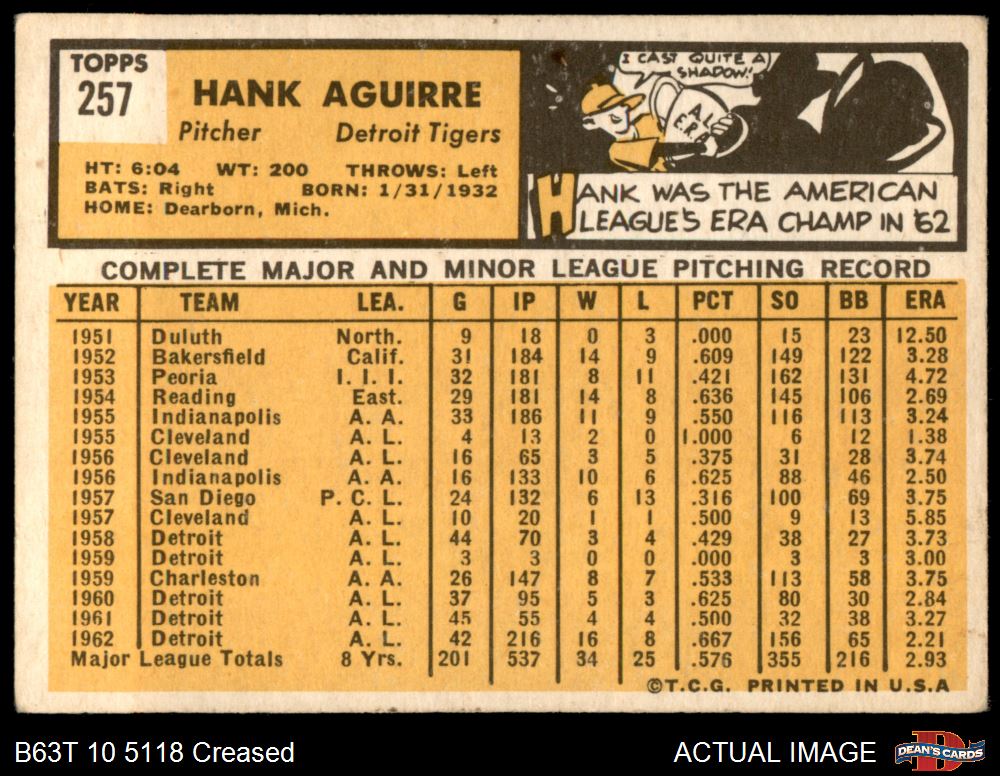 TOPPS
257
HANK AGUIRRE
Pitcher Detroit Tigers
HT: 6:04 WT: 200 THROWS: Left
BATS: Right BORN: 1/31/1932
HOME: Dearborn, Mich.
I CAST QUITE A
SHADOW!
A.L.
ERA
HANK WAS THE AMERICAN
LEAGUE'S ERA CHAMP IN '62
COMPLETE MAJOR AND MINOR LEAGUE PITCHING RECORD
YEAR TEAM LEA. G IP W L PCT SO BB ERA
1951 Duluth North. 9 18 0 3 .000 15 23 12.50
1952 Bakersfield Calif. 31 184 14 9 .609 149 122 3.28
1953 Peoria I. I. I. 32 181 8 11 .421 162 131 4.72
1954 Reading East. 29 181 14 8 .636 145 106 2.69
1955 Indianapolis A. A. 33 186 11 9 .550 116 113 3.24
1955 Cleveland A. L. 4 13 2 0 1.000 6 12 1.38
1956 Cleveland A. L. 16 65 3 5 .375 31 28 3.74
1956 Indianapolis A. A. 16 133 10 6 .625 88 46 2.50
1957 San Diego P. C. L. 24 132 6 13 .316 100 69 3.75
1957 Cleveland A. L. 10 20 1 1 .500 9 13 5.85
1958 Detroit A. L. 44 70 3 4 .429 38 27 3.73
1959 Detroit A. L. 3 3 0 0 .000 3 3 3.00
1959 Charleston A. A. 26 147 8 7 .533 113 58 3.75
1960 Detroit A. L. 37 95 5 3 .625 80 30 2.84
1961 Detroit A. L. 45 55 4 4 .500 32 38 3.27
1962 Detroit A. L. 42 216 16 8 .667 156 65 2.21
Major League Totals 8 Yrs. 201 537 34 25 .576 355 216 2.93
©T.C.G. PRINTED IN U.S.A
B63T 10 5118 Creased
ACTUAL IMAGE
DEAN'S CARDS